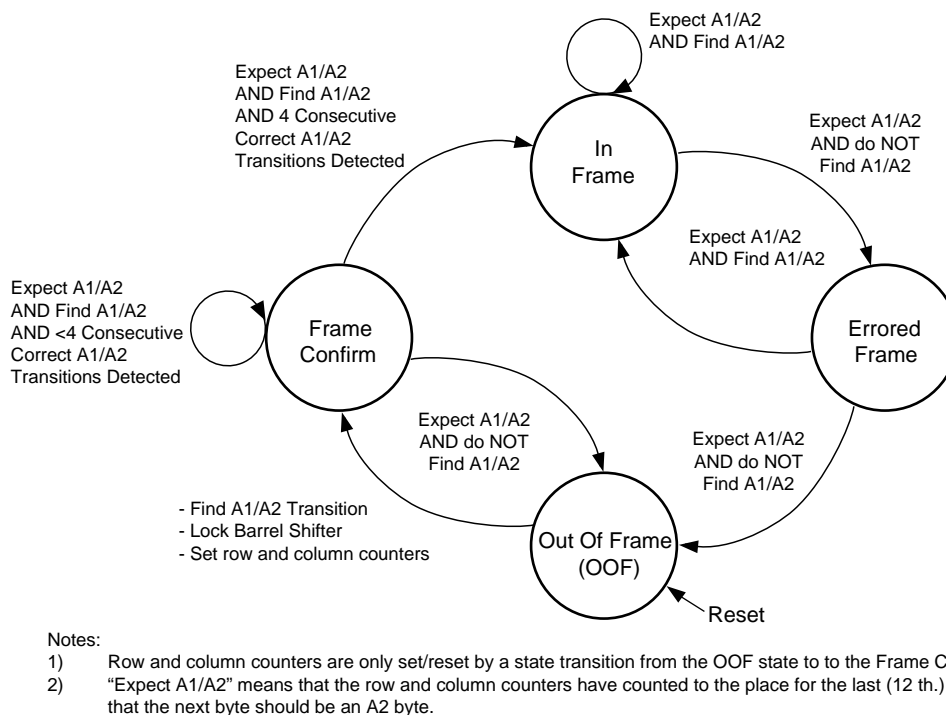 Expect A1/A2
AND Find A1/A2
Expect A1/A2
AND Find A1/A2
AND 4 Consecutive
Correct A1/A2
Transitions Detected
In
Frame
Expect A1/A2
AND do NOT
Find A1/A2
Expect A1/A2
AND Find A1/A2
Expect A1/A2
AND Find A1/A2
AND <4 Consecutive
Correct A1/A2
Transitions Detected
Frame
Confirm
Errored
Frame
Expect A1/A2
AND do NOT
Find A1/A2
Expect A1/A2
AND do NOT
Find A1/A2
- Find A1/A2 Transition
- Lock Barrel Shifter
- Set row and column counters
Out Of Frame
(OOF)
Reset
Notes:
1) Row and column counters are only set/reset by a state transition from the OOF state to to the Frame
2) “Expect A1/A2” means that the row and column counters have counted to the place for the last (12 th.)
that the next byte should be an A2 byte.